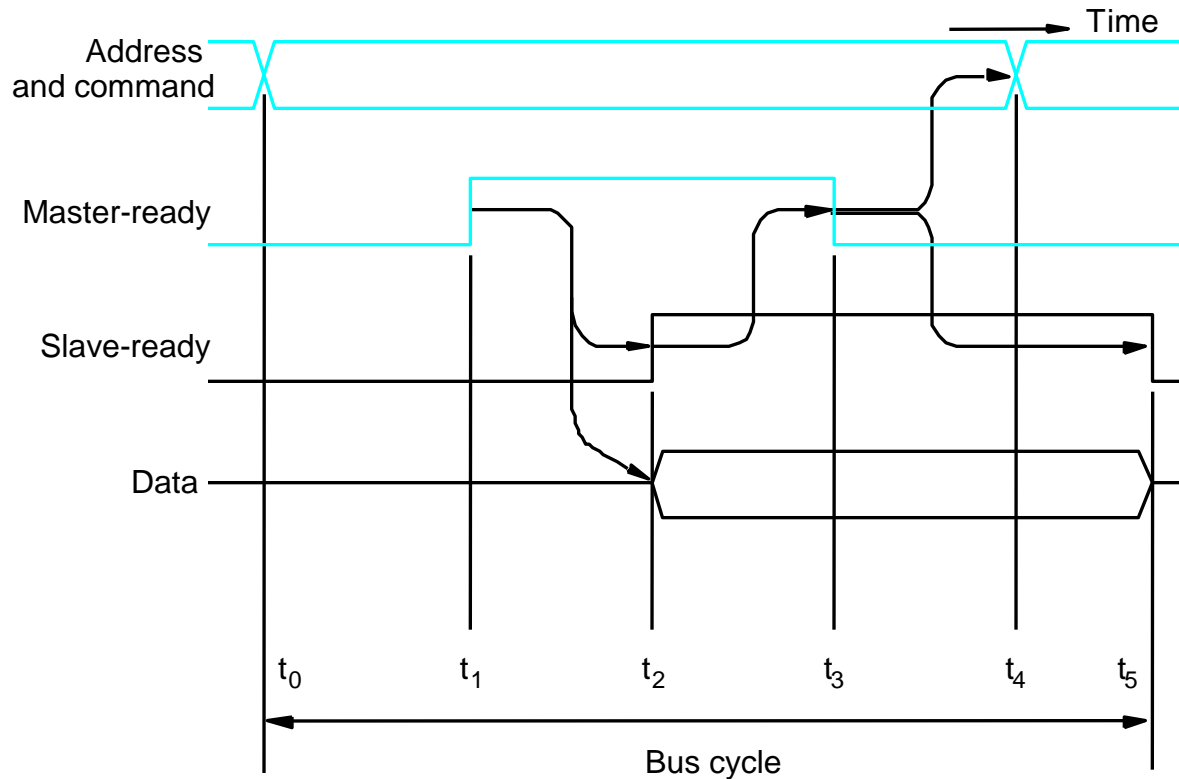 Time
Address
and command
Master-ready
Slave-ready
Data
t0 t1 t2 t3 t4 t5
Bus cycle